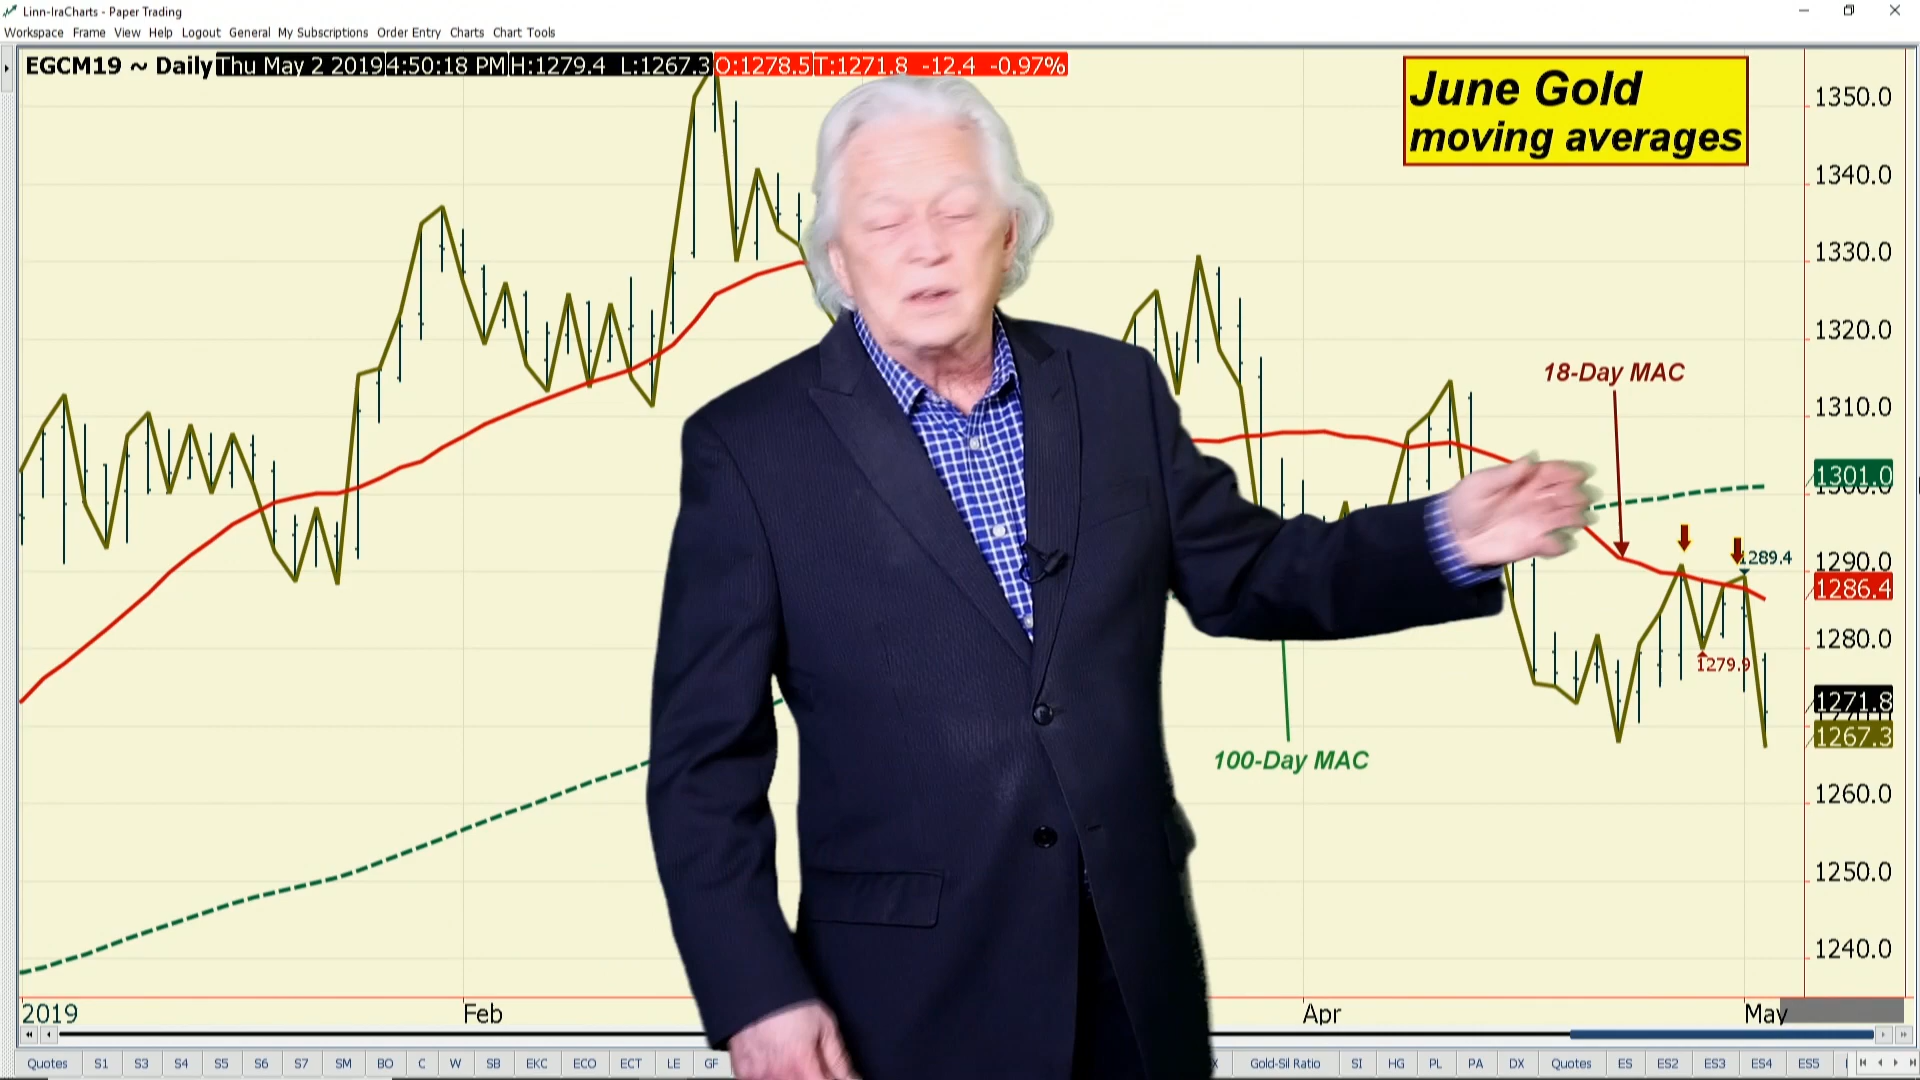 Linn-IraCharts - Paper Trading
Workspace Frame View Help Logout General My Subscriptions Order Entry Charts Chart Tools
EGCM19 ~ Daily Thu May 2 2019 4:50:18 PM H:1279.4 L:1267.3 O:1278.5 T:1271.8 -12.4 -0.97%
June Gold
moving averages
1350.0
1340.0
1330.0
1320.0
18-Day MAC
1310.0
1301.0
1289.4
1290.0
1286.4
1280.0
1279.9
1271.8
1267.3
100-Day MAC
1260.0
1250.0
1240.0
2019 Feb Apr May
Quotes S1 S3 S4 S5 S6 S7 SM BO C W SB EKC ECO ECT LE GF Gold-Sil Ratio SI HG PL PA DX Quotes ES ES2 ES3 ES4 ES5